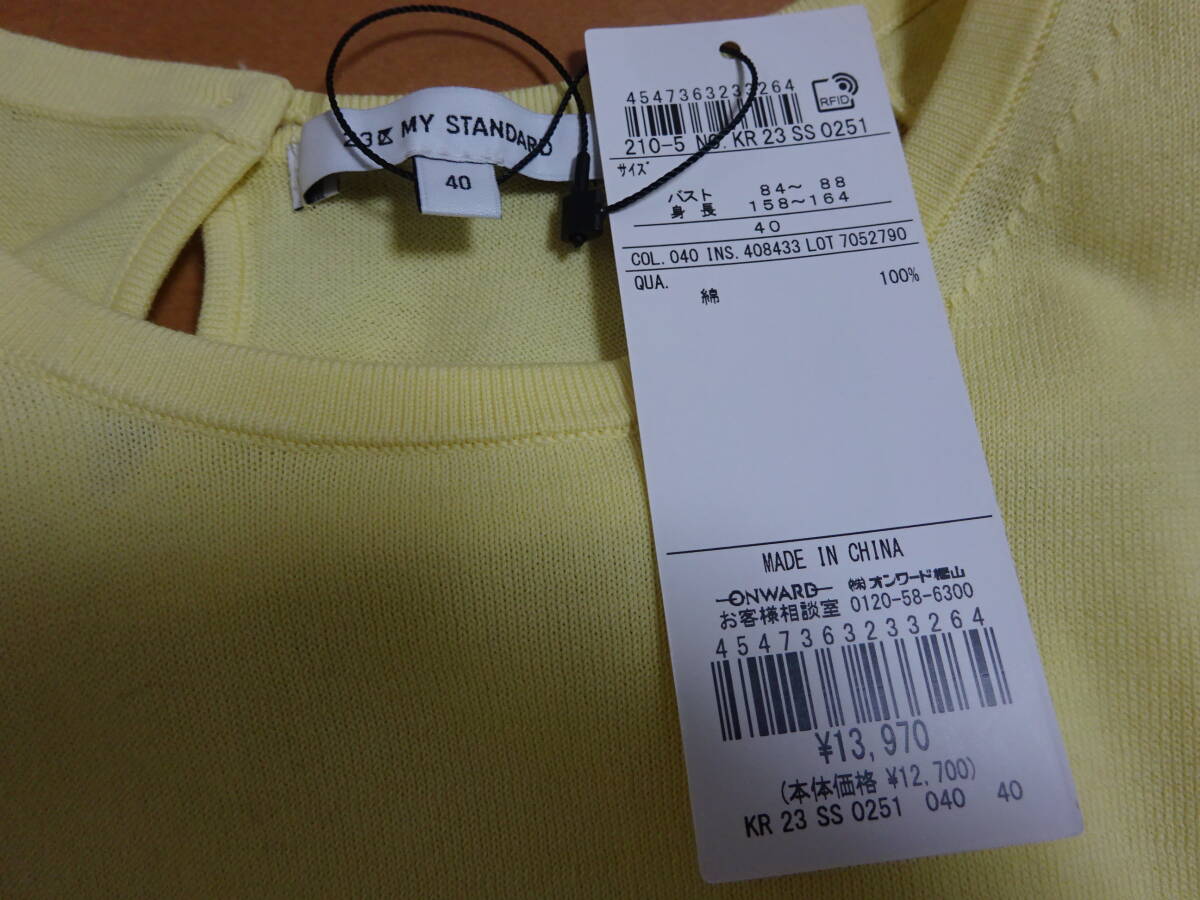 23区 MY STANDARD
40
4547363233264
RFID
210-5 NO. KR 23 SS 0251
サイズ
バスト 84～ 88
身長 158～164
40
COL. 040 INS. 408433 LOT 7052790
QUA.
綿 100%
MADE IN CHINA
ONWARD ㈱オンワード樫山
お客様相談室 0120-58-6300
4547363233264
¥13,970
(本体価格 ¥12,700)
KR 23 SS 0251 040 40